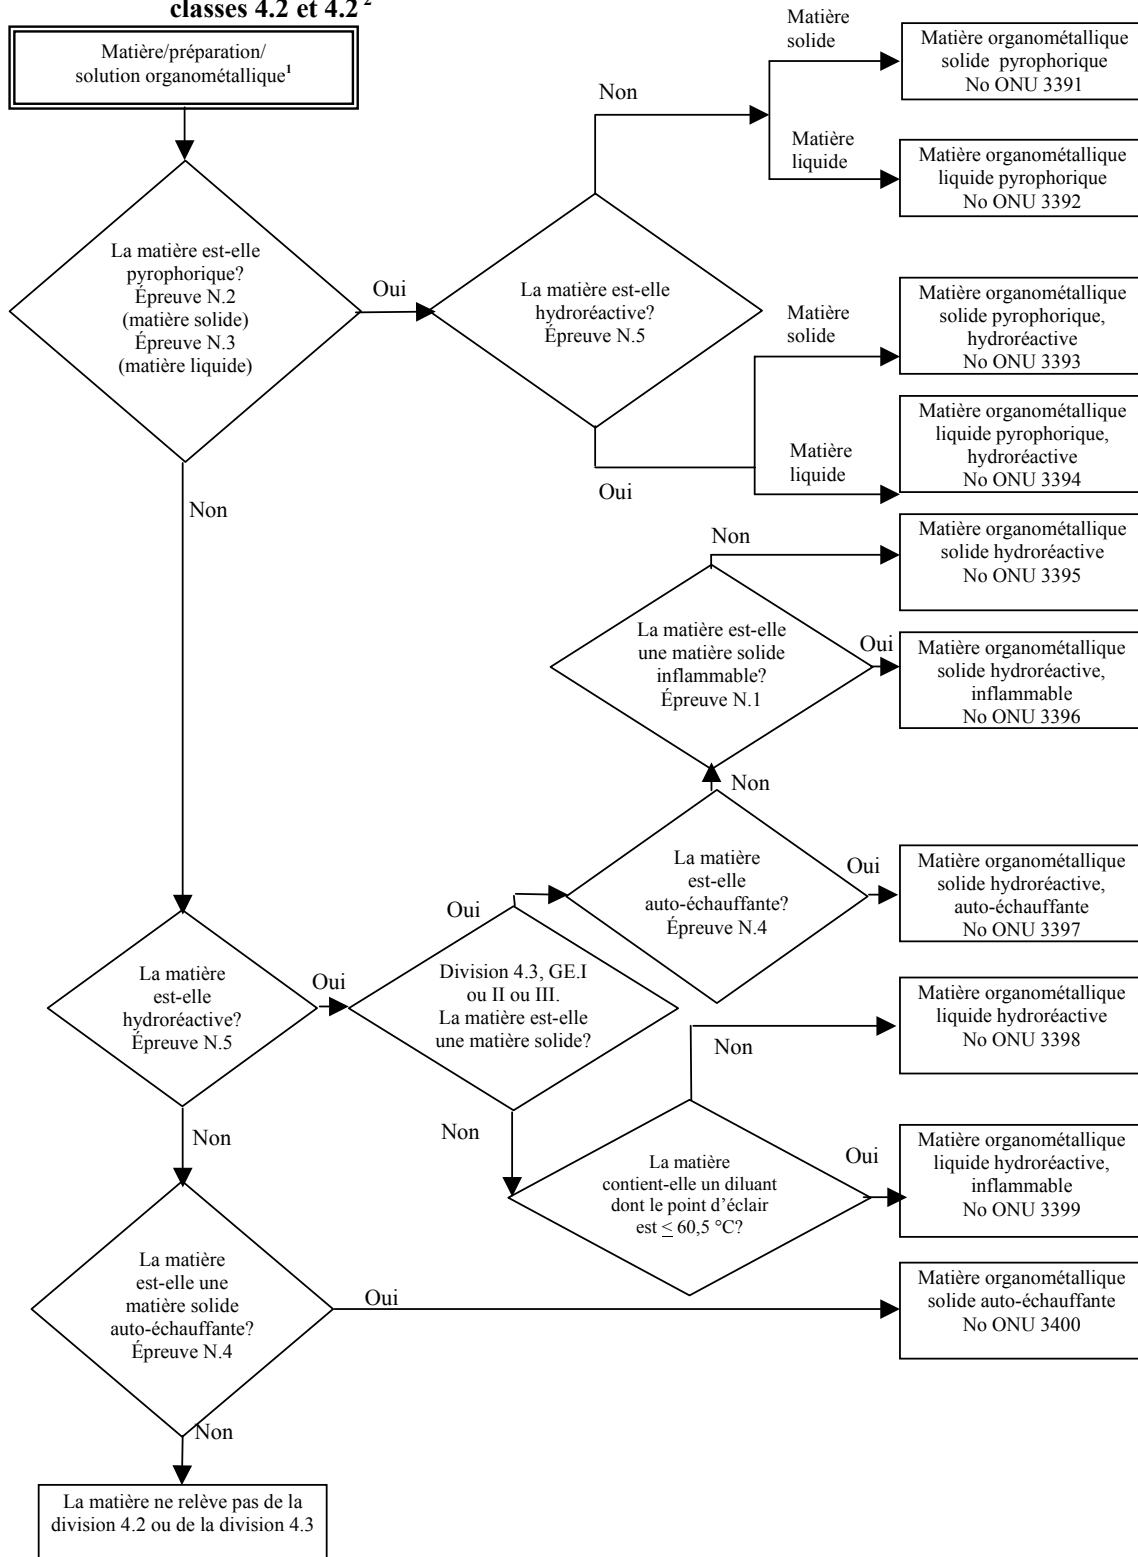 classes 4.2 et 4.2 ²
Matière/préparation/
solution organométallique¹
La matière est-elle
pyrophorique?
Épreuve N.2
(matière solide)
Épreuve N.3
(matière liquide)
Oui
Non
La matière est-elle
hydroréactive?
Épreuve N.5
Non
Oui
Matière
solide
Matière organométallique
solide pyrophorique
No ONU 3391
Matière
liquide
Matière organométallique
liquide pyrophorique
No ONU 3392
Matière
solide
Matière organométallique
solide pyrophorique,
hydroréactive
No ONU 3393
Matière
liquide
Matière organométallique
liquide pyrophorique,
hydroréactive
No ONU 3394
Non
Matière organométallique
solide hydroréactive
No ONU 3395
La matière est-elle
une matière solide
inflammable?
Épreuve N.1
Oui
Matière organométallique
solide hydroréactive,
inflammable
No ONU 3396
Non
La matière
est-elle
auto-échauffante?
Épreuve N.4
Oui
Matière organométallique
solide hydroréactive,
auto-échauffante
No ONU 3397
La matière
est-elle
hydroréactive?
Épreuve N.5
Oui
Non
Oui
Division 4.3, GE.I
ou II ou III.
La matière est-elle
une matière solide?
Non
Non
Matière organométallique
liquide hydroréactive
No ONU 3398
La matière
contient-elle un diluant
dont le point d’éclair
est ≤ 60,5 °C?
Oui
Matière organométallique
liquide hydroréactive,
inflammable
No ONU 3399
La matière
est-elle une
matière solide
auto-échauffante?
Épreuve N.4
Oui
Matière organométallique
solide auto-échauffante
No ONU 3400
Non
La matière ne relève pas de la
division 4.2 ou de la division 4.3